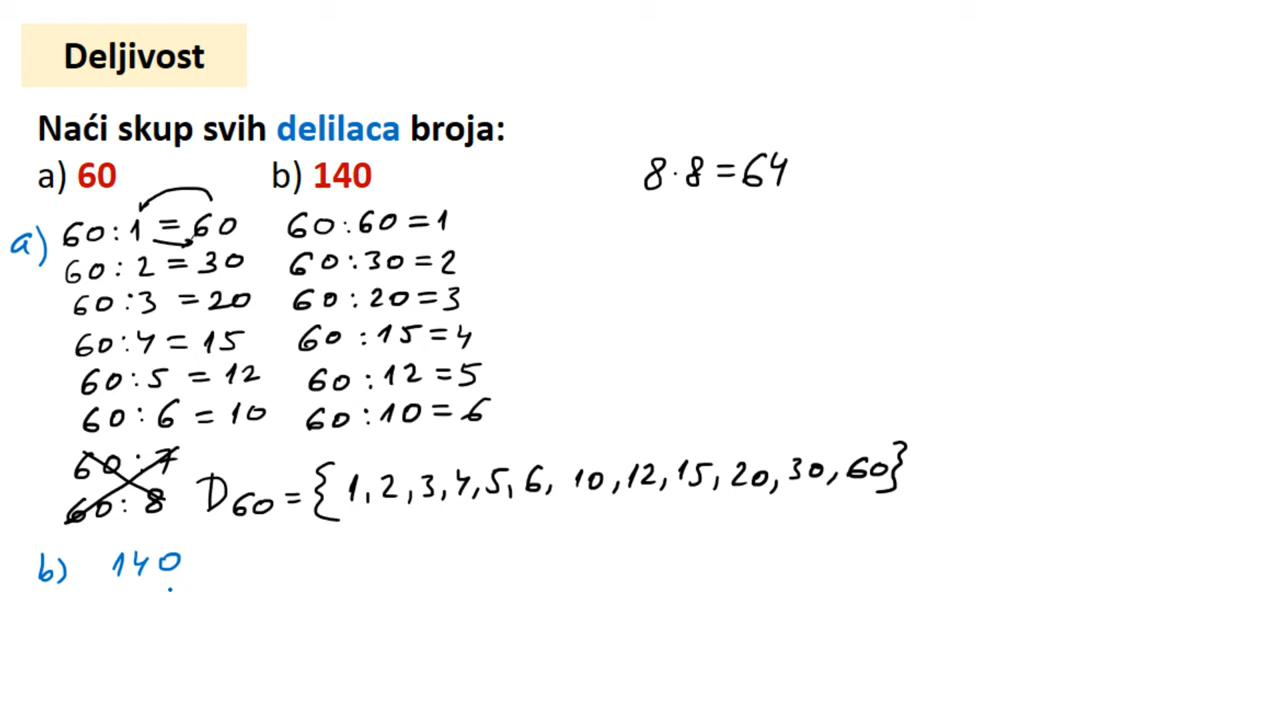 Deljivost
Naći skup svih delilaca broja:
a) 60 b) 140
8·8=64
a) 60:1=60 60:60=1
60:2=30 60:30=2
60:3=20 60:20=3
60:4=15 60:15=4
60:5=12 60:12=5
60:6=10 60:10=6
60:7
60:8
D60={1,2,3,4,5,6,10,12,15,20,30,60}
b) 140